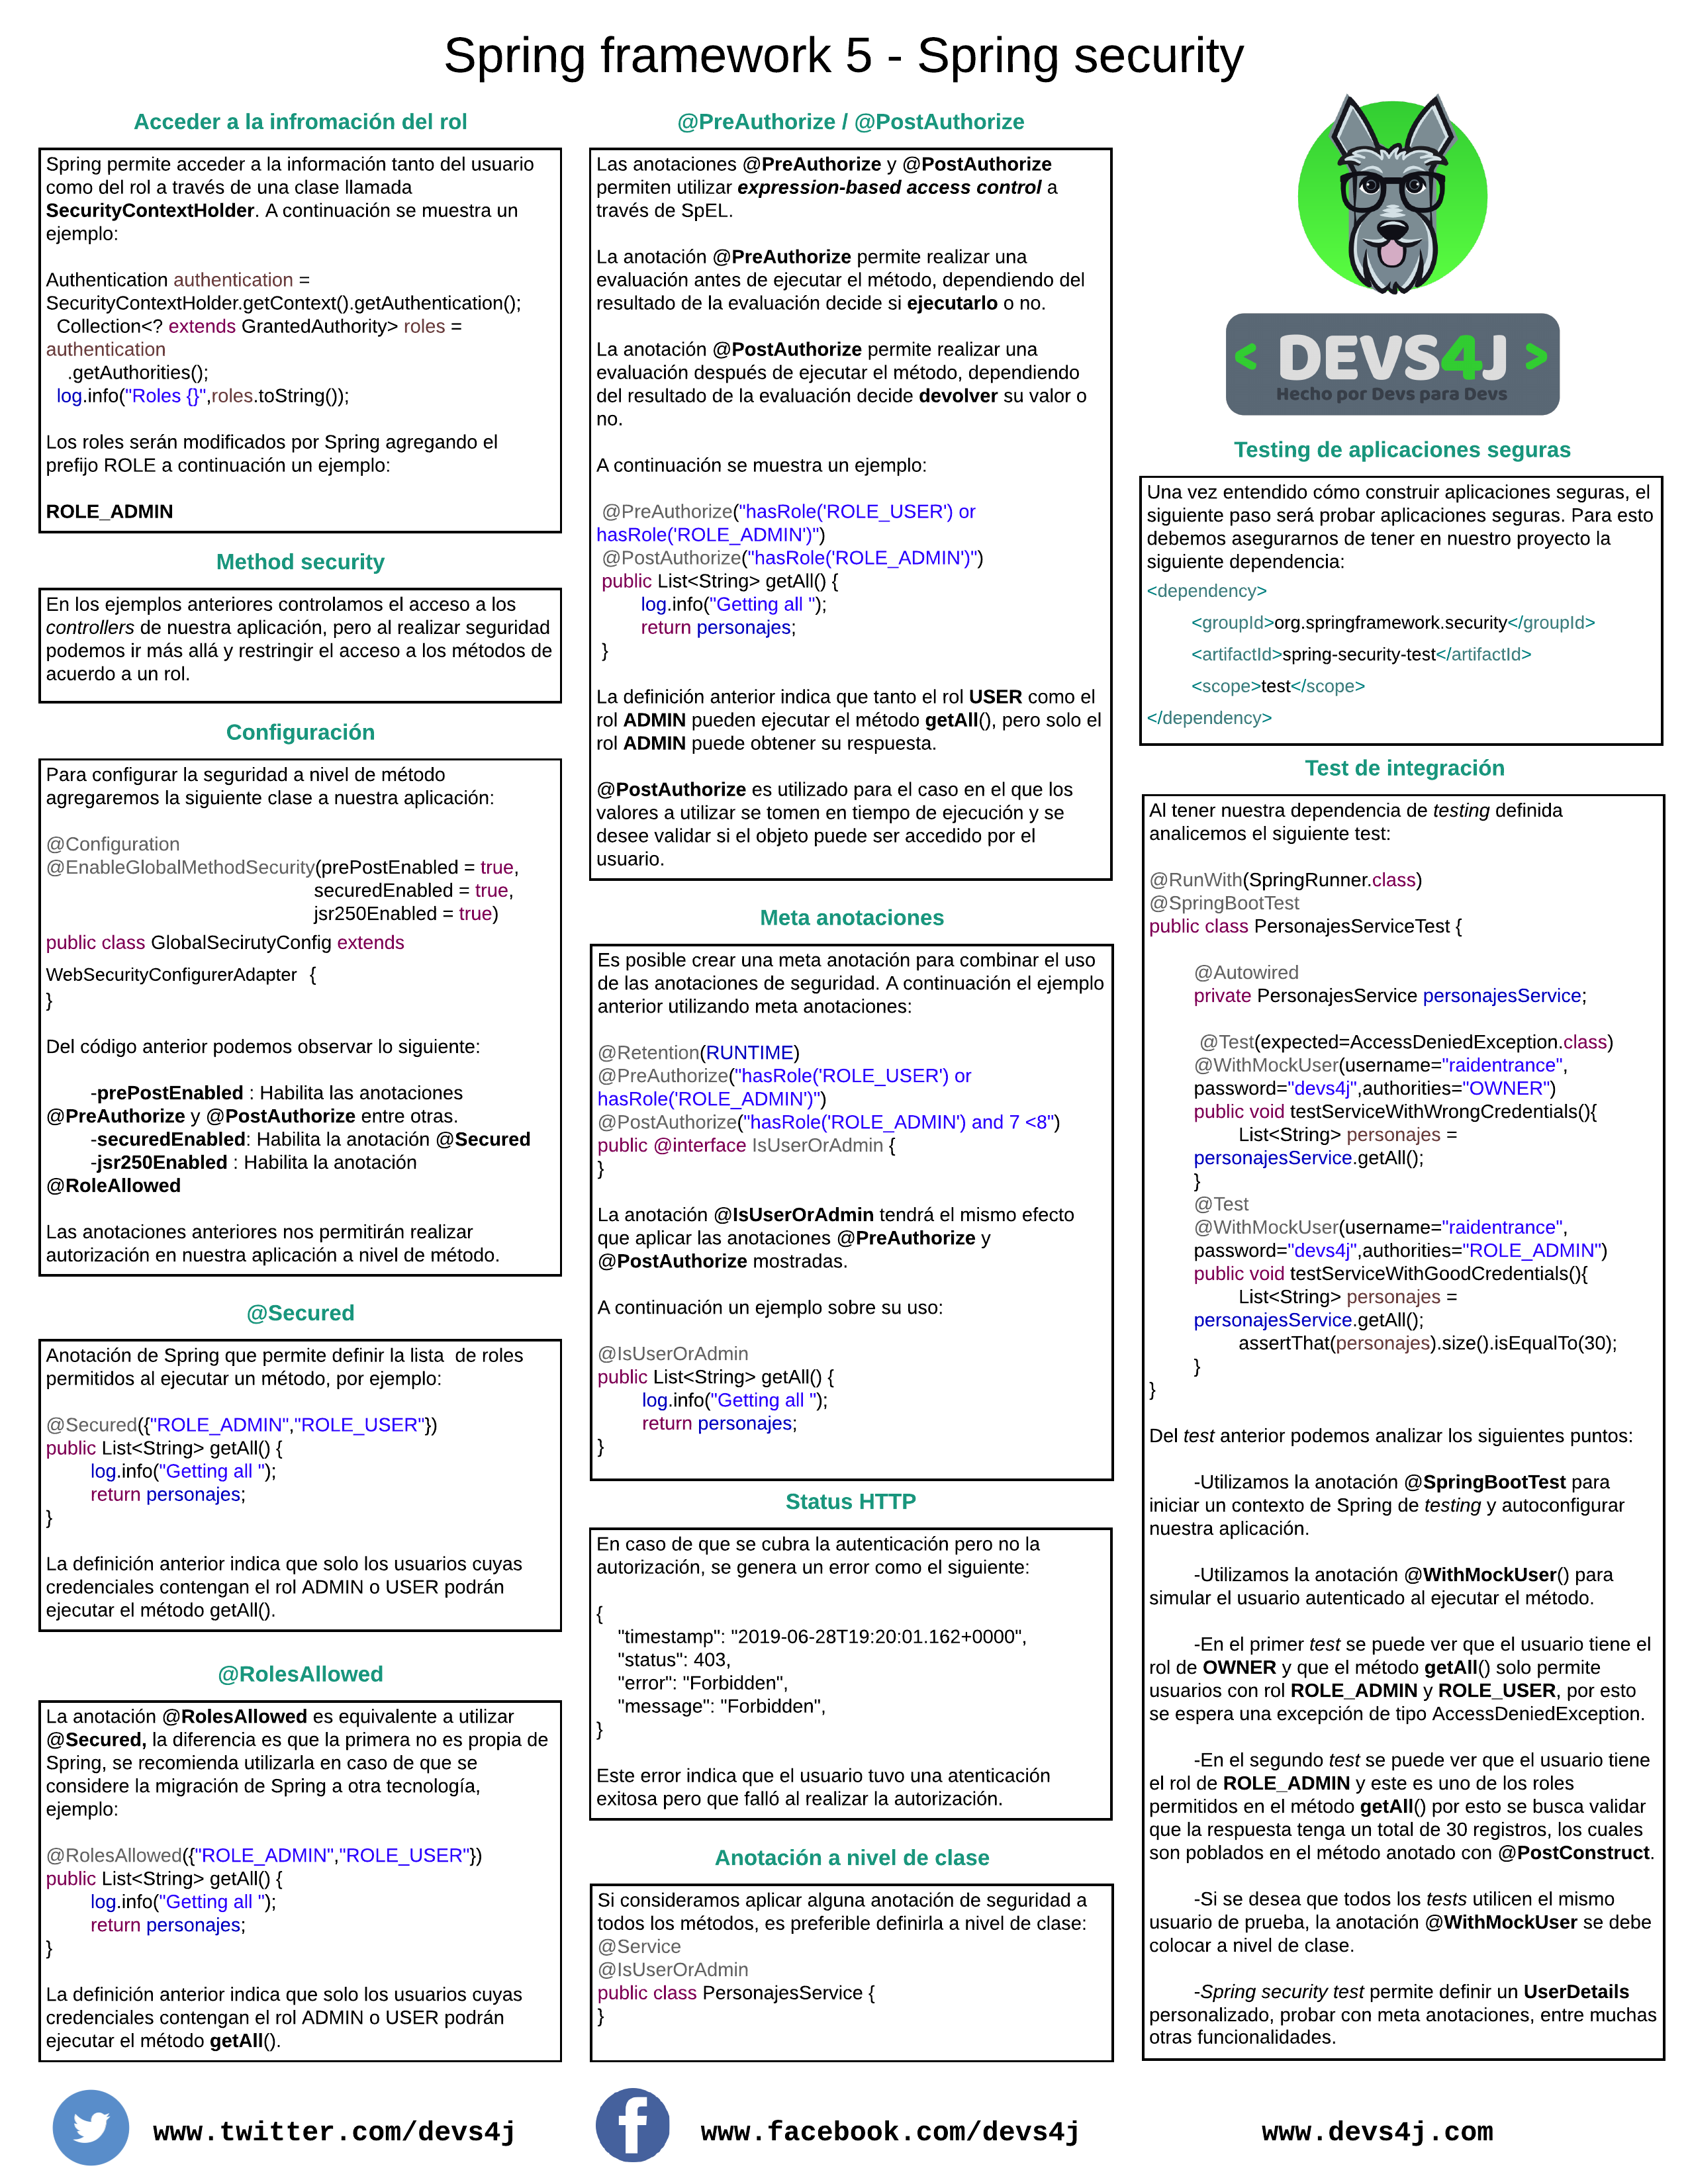 Spring framework 5 - Spring security
Acceder a la infromación del rol
Spring permite acceder a la información tanto del usuario
como del rol a través de una clase llamada
SecurityContextHolder. A continuación se muestra un
ejemplo:
Authentication authentication =
SecurityContextHolder.getContext().getAuthentication();
Collection<? extends GrantedAuthority> roles =
authentication
.getAuthorities();
log.info("Roles {}",roles.toString());
Los roles serán modificados por Spring agregando el
prefijo ROLE a continuación un ejemplo:
ROLE_ADMIN
Method security
En los ejemplos anteriores controlamos el acceso a los
controllers de nuestra aplicación, pero al realizar seguridad
podemos ir más allá y restringir el acceso a los métodos de
acuerdo a un rol.
Configuración
Para configurar la seguridad a nivel de método
agregaremos la siguiente clase a nuestra aplicación:
@Configuration
@EnableGlobalMethodSecurity(prePostEnabled = true,
securedEnabled = true,
jsr250Enabled = true)
public class GlobalSecirutyConfig extends
WebSecurityConfigurerAdapter {
}
Del código anterior podemos observar lo siguiente:
-prePostEnabled : Habilita las anotaciones
@PreAuthorize y @PostAuthorize entre otras.
-securedEnabled: Habilita la anotación @Secured
-jsr250Enabled : Habilita la anotación
@RoleAllowed
Las anotaciones anteriores nos permitirán realizar
autorización en nuestra aplicación a nivel de método.
@Secured
Anotación de Spring que permite definir la lista de roles
permitidos al ejecutar un método, por ejemplo:
@Secured({"ROLE_ADMIN","ROLE_USER"})
public List<String> getAll() {
log.info("Getting all ");
return personajes;
}
La definición anterior indica que solo los usuarios cuyas
credenciales contengan el rol ADMIN o USER podrán
ejecutar el método getAll().
@RolesAllowed
La anotación @RolesAllowed es equivalente a utilizar
@Secured, la diferencia es que la primera no es propia de
Spring, se recomienda utilizarla en caso de que se
considere la migración de Spring a otra tecnología,
ejemplo:
@RolesAllowed({"ROLE_ADMIN","ROLE_USER"})
public List<String> getAll() {
log.info("Getting all ");
return personajes;
}
La definición anterior indica que solo los usuarios cuyas
credenciales contengan el rol ADMIN o USER podrán
ejecutar el método getAll().
@PreAuthorize / @PostAuthorize
Las anotaciones @PreAuthorize y @PostAuthorize
permiten utilizar expression-based access control a
través de SpEL.
La anotación @PreAuthorize permite realizar una
evaluación antes de ejecutar el método, dependiendo del
resultado de la evaluación decide si ejecutarlo o no.
La anotación @PostAuthorize permite realizar una
evaluación después de ejecutar el método, dependiendo
del resultado de la evaluación decide devolver su valor o
no.
A continuación se muestra un ejemplo:
@PreAuthorize("hasRole('ROLE_USER') or
hasRole('ROLE_ADMIN')")
@PostAuthorize("hasRole('ROLE_ADMIN')")
public List<String> getAll() {
log.info("Getting all ");
return personajes;
}
La definición anterior indica que tanto el rol USER como el
rol ADMIN pueden ejecutar el método getAll(), pero solo el
rol ADMIN puede obtener su respuesta.
@PostAuthorize es utilizado para el caso en el que los
valores a utilizar se tomen en tiempo de ejecución y se
desee validar si el objeto puede ser accedido por el
usuario.
Meta anotaciones
Es posible crear una meta anotación para combinar el uso
de las anotaciones de seguridad. A continuación el ejemplo
anterior utilizando meta anotaciones:
@Retention(RUNTIME)
@PreAuthorize("hasRole('ROLE_USER') or
hasRole('ROLE_ADMIN')")
@PostAuthorize("hasRole('ROLE_ADMIN') and 7 <8")
public @interface IsUserOrAdmin {
}
La anotación @IsUserOrAdmin tendrá el mismo efecto
que aplicar las anotaciones @PreAuthorize y
@PostAuthorize mostradas.
A continuación un ejemplo sobre su uso:
@IsUserOrAdmin
public List<String> getAll() {
log.info("Getting all ");
return personajes;
}
Status HTTP
En caso de que se cubra la autenticación pero no la
autorización, se genera un error como el siguiente:
{
"timestamp": "2019-06-28T19:20:01.162+0000",
"status": 403,
"error": "Forbidden",
"message": "Forbidden",
}
Este error indica que el usuario tuvo una atenticación
exitosa pero que falló al realizar la autorización.
Anotación a nivel de clase
Si consideramos aplicar alguna anotación de seguridad a
todos los métodos, es preferible definirla a nivel de clase:
@Service
@IsUserOrAdmin
public class PersonajesService {
}
< DEVS4J >
Hecho por Devs para Devs
Testing de aplicaciones seguras
Una vez entendido cómo construir aplicaciones seguras, el
siguiente paso será probar aplicaciones seguras. Para esto
debemos asegurarnos de tener en nuestro proyecto la
siguiente dependencia:
<dependency>
<groupId>org.springframework.security</groupId>
<artifactId>spring-security-test</artifactId>
<scope>test</scope>
</dependency>
Test de integración
Al tener nuestra dependencia de testing definida
analicemos el siguiente test:
@RunWith(SpringRunner.class)
@SpringBootTest
public class PersonajesServiceTest {
@Autowired
private PersonajesService personajesService;
@Test(expected=AccessDeniedException.class)
@WithMockUser(username="raidentrance",
password="devs4j",authorities="OWNER")
public void testServiceWithWrongCredentials(){
List<String> personajes =
personajesService.getAll();
}
@Test
@WithMockUser(username="raidentrance",
password="devs4j",authorities="ROLE_ADMIN")
public void testServiceWithGoodCredentials(){
List<String> personajes =
personajesService.getAll();
assertThat(personajes).size().isEqualTo(30);
}
}
Del test anterior podemos analizar los siguientes puntos:
-Utilizamos la anotación @SpringBootTest para
iniciar un contexto de Spring de testing y autoconfigurar
nuestra aplicación.
-Utilizamos la anotación @WithMockUser() para
simular el usuario autenticado al ejecutar el método.
-En el primer test se puede ver que el usuario tiene el
rol de OWNER y que el método getAll() solo permite
usuarios con rol ROLE_ADMIN y ROLE_USER, por esto
se espera una excepción de tipo AccessDeniedException.
-En el segundo test se puede ver que el usuario tiene
el rol de ROLE_ADMIN y este es uno de los roles
permitidos en el método getAll() por esto se busca validar
que la respuesta tenga un total de 30 registros, los cuales
son poblados en el método anotado con @PostConstruct.
-Si se desea que todos los tests utilicen el mismo
usuario de prueba, la anotación @WithMockUser se debe
colocar a nivel de clase.
-Spring security test permite definir un UserDetails
personalizado, probar con meta anotaciones, entre muchas
otras funcionalidades.
www.twitter.com/devs4j
www.facebook.com/devs4j
www.devs4j.com